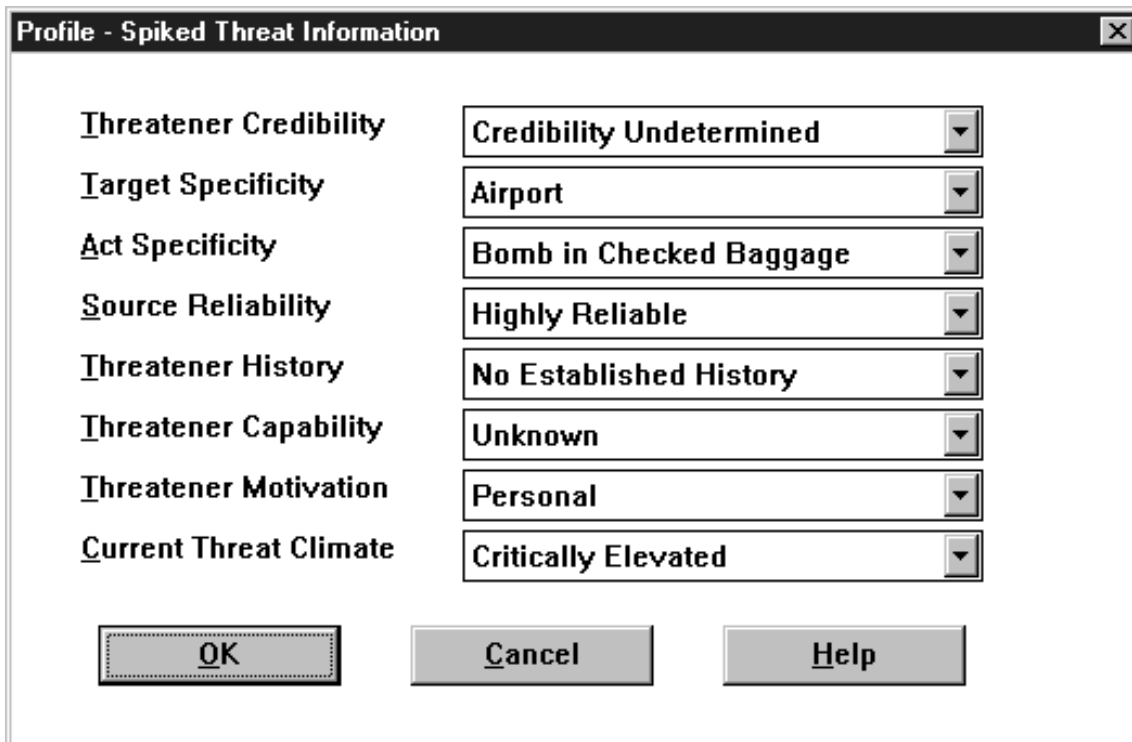 Profile - Spiked Threat Information
Threatener Credibility Credibility Undetermined
Target Specificity Airport
Act Specificity Bomb in Checked Baggage
Source Reliability Highly Reliable
Threatener History No Established History
Threatener Capability Unknown
Threatener Motivation Personal
Current Threat Climate Critically Elevated
OK Cancel Help